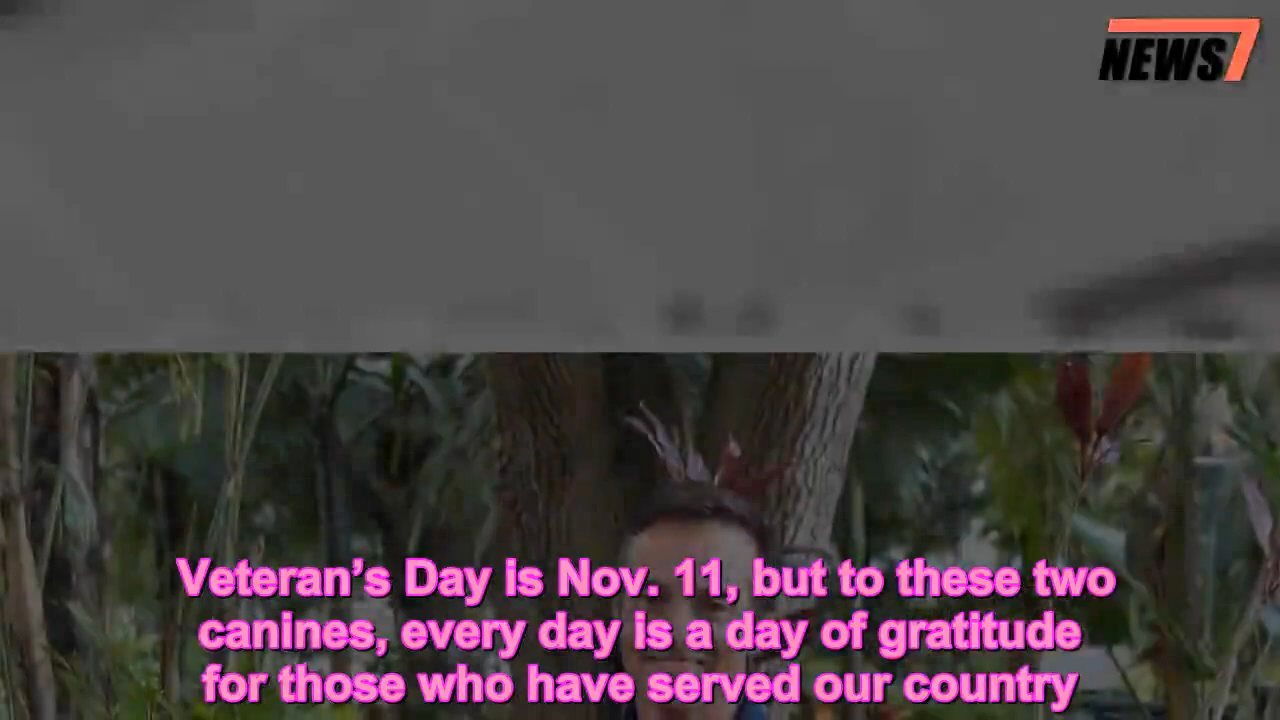 NEWS7
Veteran's Day is Nov. 11, but to these two
canines, every day is a day of gratitude
for those who have served our country